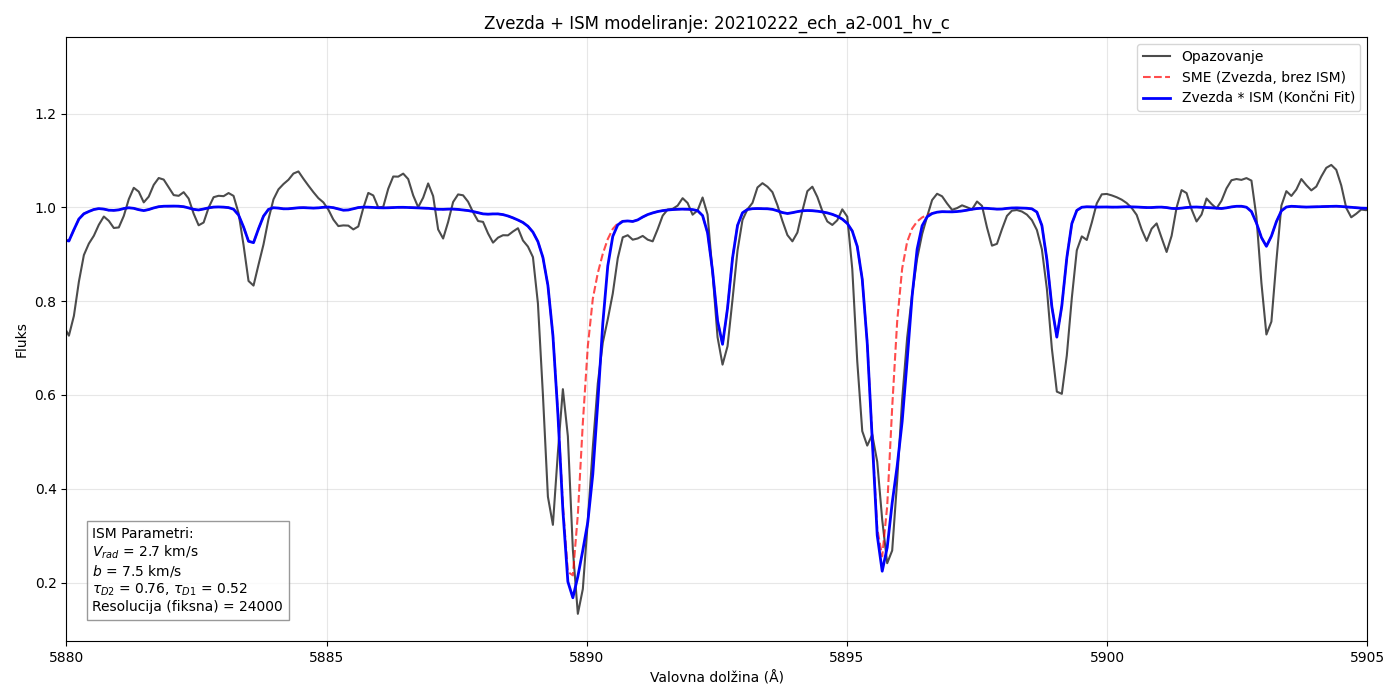 Zvezda + ISM modeliranje: 20210222_ech_a2-001_hv_c
Opazovanje
SME (Zvezda, brez ISM)
Zvezda * ISM (Končni Fit)
1.2
1.0
0.8
0.6
0.4
0.2
Fluks
ISM Parametri:
V_rad = 2.7 km/s
b = 7.5 km/s
τ_D2 = 0.76, τ_D1 = 0.52
Resolucija (fiksna) = 24000
5880 5885 5890 5895 5900 5905
Valovna dolžina (Å)